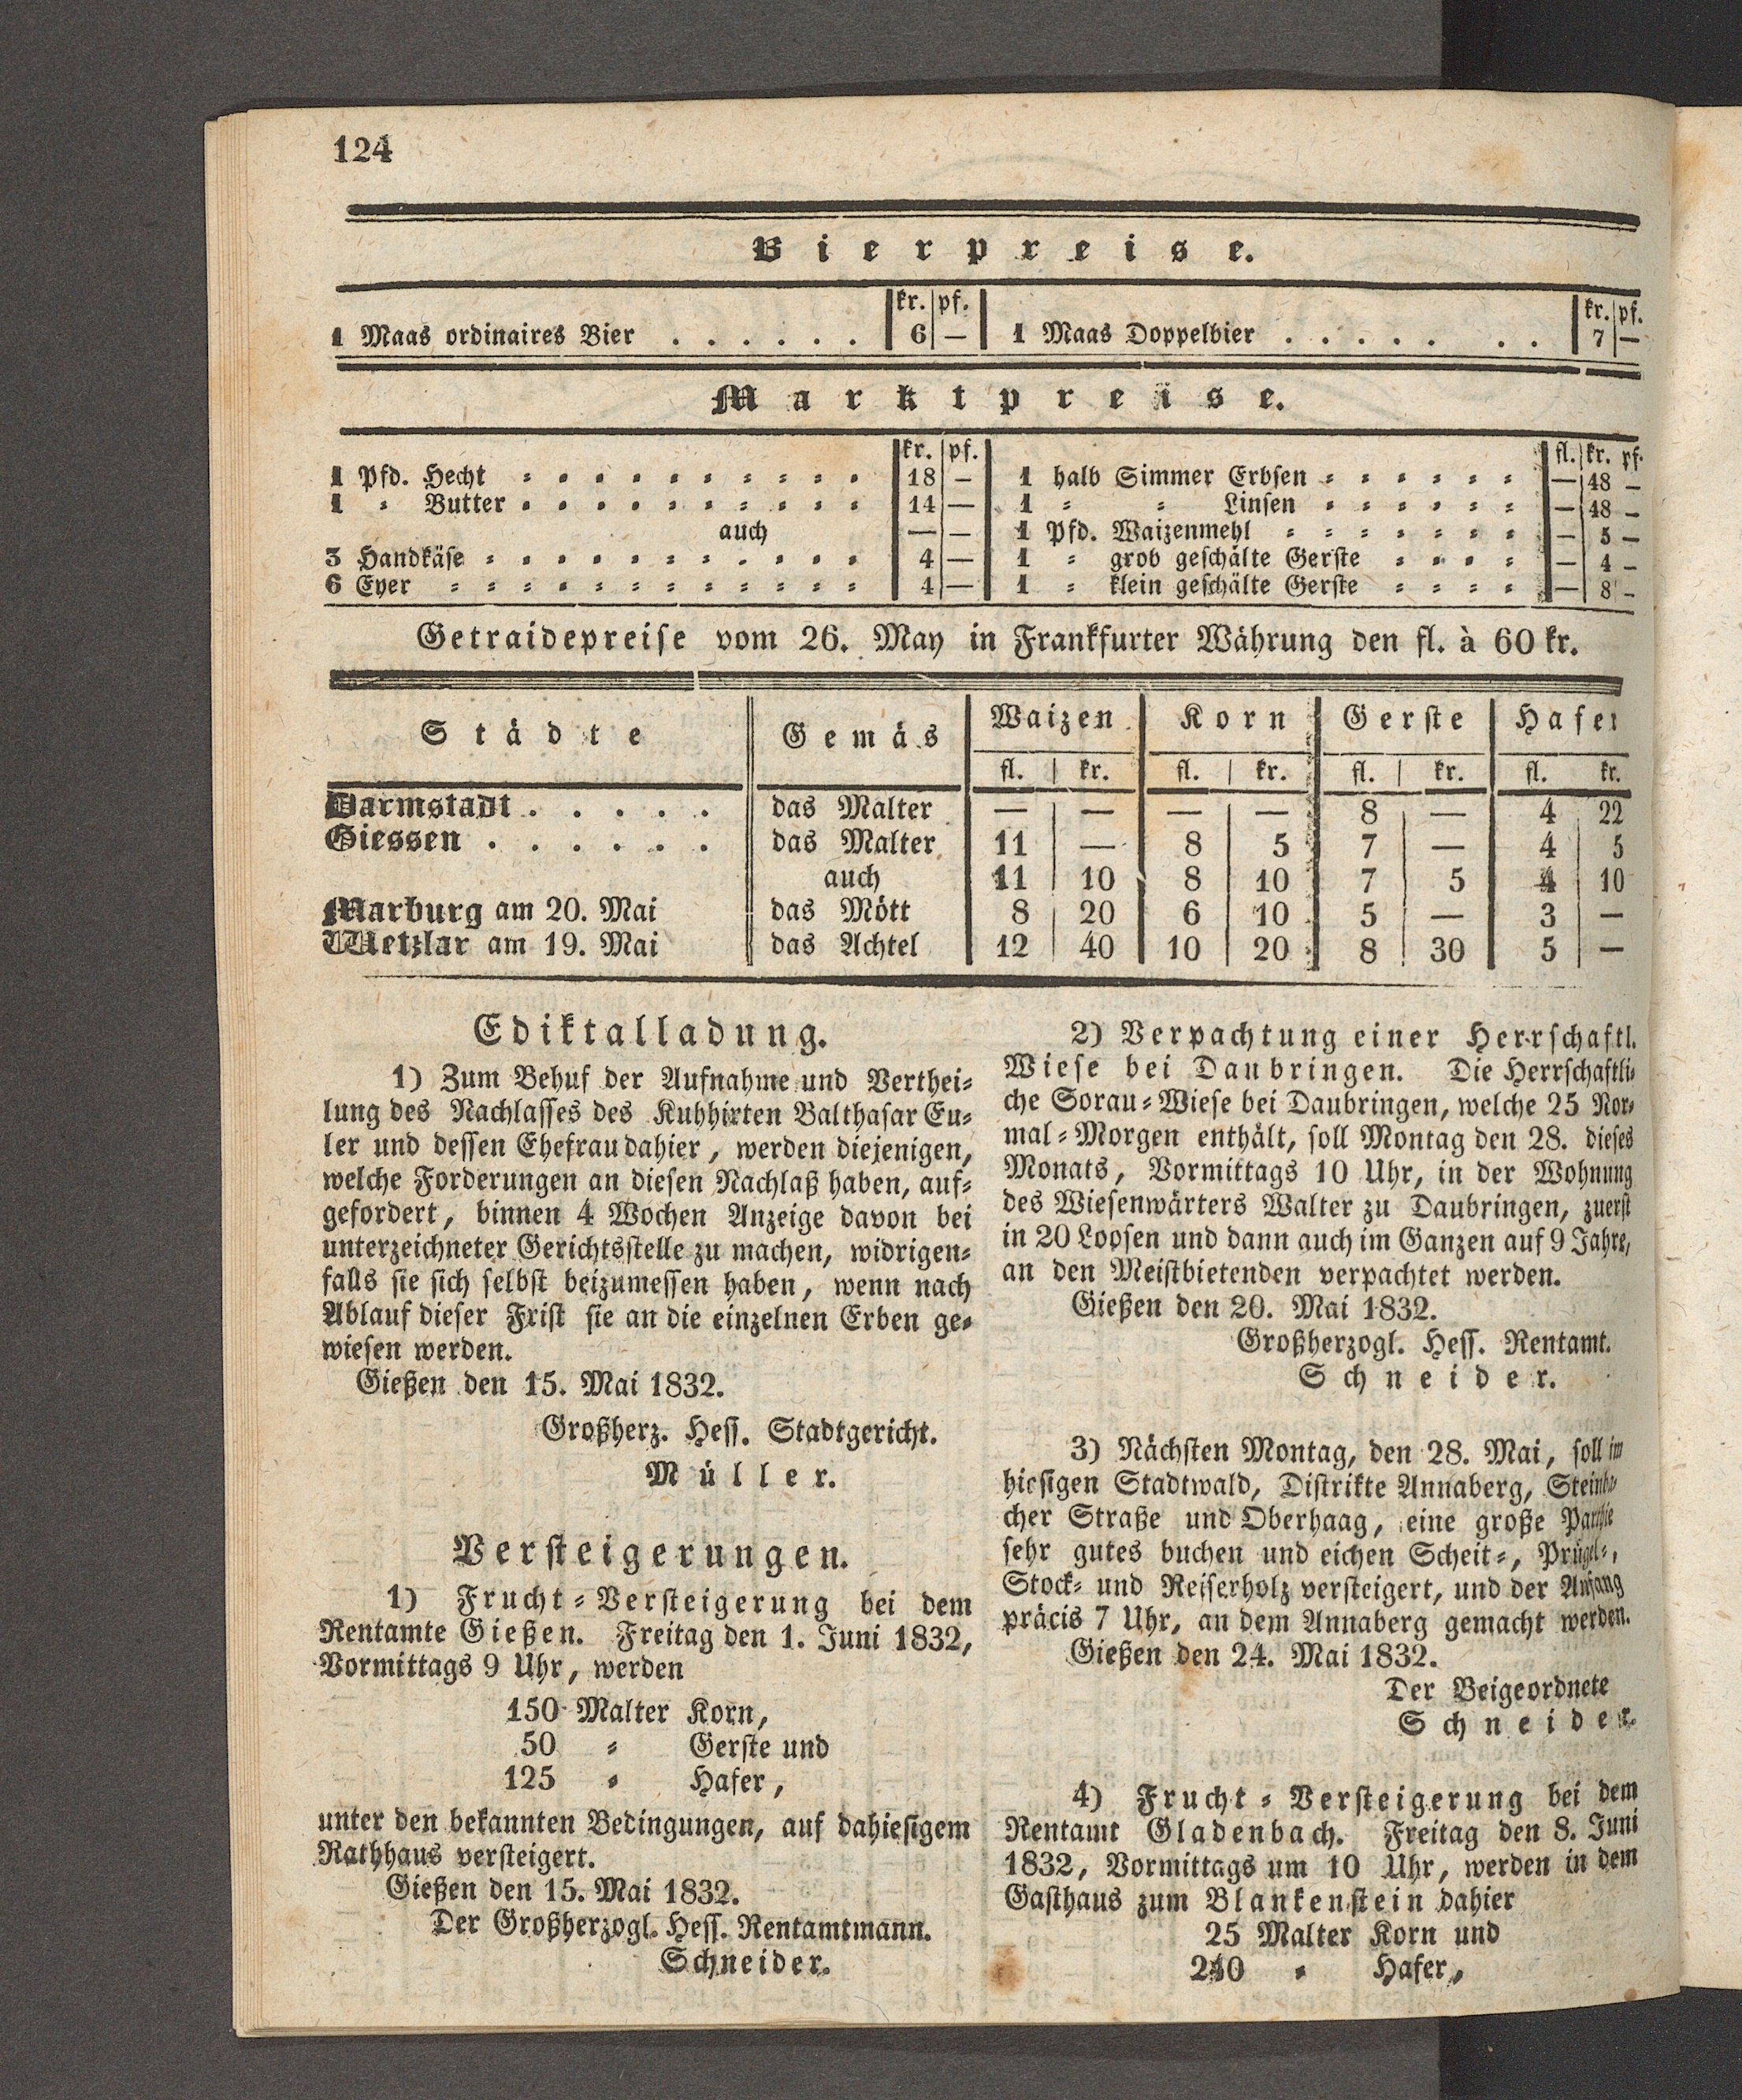 124
Bierpreise.
kr. pf. kr. pf.
1 Maas ordinaires Bier . . . . . . 6 — 1 Maas Doppelbier . . . . . . . 7 —
Marktpreise.
kr. pf. fl. kr. pf.
1 Pfd. Hecht 18 — 1 halb Simmer Erbsen — 48 —
1 " Butter 14 — 1 " " Linsen — 48 —
auch — — 1 Pfd. Waizenmehl — 5 —
3 Handkäse 4 — 1 " grob geschälte Gerste — 4 —
6 Eyer 4 — 1 " klein geschälte Gerste — 8 —
Getraidepreise vom 26. May in Frankfurter Währung den fl. à 60 kr.
Städte Gemäs Waizen Korn Gerste Hafer
fl. kr. fl. kr. fl. kr. fl. kr.
Darmstadt . . . . . das Malter — — — — 8 — 4 22
Giessen . . . . . . das Malter 11 — 8 5 7 — 4 5
auch 11 10 8 10 7 5 4 10
Marburg am 20. Mai das Mött 8 20 6 10 5 — 3 —
Wetzlar am 19. Mai das Achtel 12 40 10 20 8 30 5 —
Ediktalladung.
1) Zum Behuf der Aufnahme und Verthei-
lung des Nachlasses des Kuhhirten Balthasar Eu-
ler und dessen Ehefrau dahier, werden diejenigen,
welche Forderungen an diesen Nachlaß haben, auf-
gefordert, binnen 4 Wochen Anzeige davon bei
unterzeichneter Gerichtsstelle zu machen, widrigen-
falls sie sich selbst beizumessen haben, wenn nach
Ablauf dieser Frist sie an die einzelnen Erben ge-
wiesen werden.
Gießen den 15. Mai 1832.
Großherz. Hess. Stadtgericht.
Müller.
Versteigerungen.
1) Frucht-Versteigerung bei dem
Rentamte Gießen. Freitag den 1. Juni 1832,
Vormittags 9 Uhr, werden
150 Malter Korn,
50 " Gerste und
125 " Hafer,
unter den bekannten Bedingungen, auf dahiesigem
Rathhaus versteigert.
Gießen den 15. Mai 1832.
Der Großherzogl. Hess. Rentamtmann.
Schneider.
2) Verpachtung einer Herrschaftl.
Wiese bei Daubringen. Die Herrschaftli-
che Sorau-Wiese bei Daubringen, welche 25 Nor-
mal-Morgen enthält, soll Montag den 28. dieses
Monats, Vormittags 10 Uhr, in der Wohnung
des Wiesenwärters Walter zu Daubringen, zuerst
in 20 Loosen und dann auch im Ganzen auf 9 Jahre,
an den Meistbietenden verpachtet werden.
Gießen den 20. Mai 1832.
Großherzogl. Hess. Rentamt.
Schneider.
3) Nächsten Montag, den 28. Mai, soll im
hiesigen Stadtwald, Distrikte Annaberg, Steinba-
cher Straße und Oberhaag, eine große Parthie
sehr gutes buchen und eichen Scheit-, Prügel-,
Stock- und Reiserholz versteigert, und der Anfang
präcis 7 Uhr, an dem Annaberg gemacht werden.
Gießen den 24. Mai 1832.
Der Beigeordnete
Schneider.
4) Frucht-Versteigerung bei dem
Rentamt Gladenbach. Freitag den 8. Juni
1832, Vormittags um 10 Uhr, werden in dem
Gasthaus zum Blankenstein dahier
25 Malter Korn und
240 " Hafer,